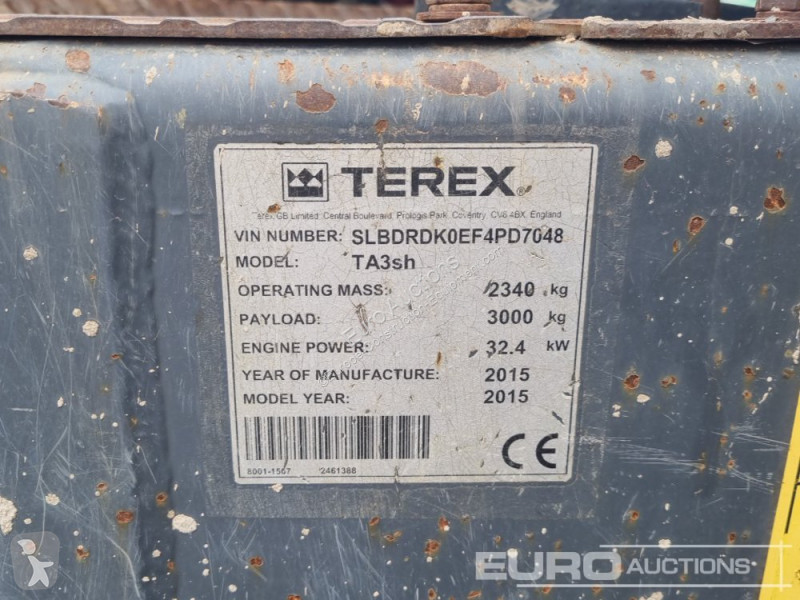 TEREX®
Terex GB Limited, Central Boulevard, Prologis Park, Coventry, CV6 4BX, England
VIN NUMBER: SLBDRDK0EF4PD7048
MODEL: TA3sh
OPERATING MASS: 2340 kg
PAYLOAD: 3000 kg
ENGINE POWER: 32.4 kW
YEAR OF MANUFACTURE: 2015
MODEL YEAR: 2015
8001-1567 2461388
CE
EURO AUCTIONS